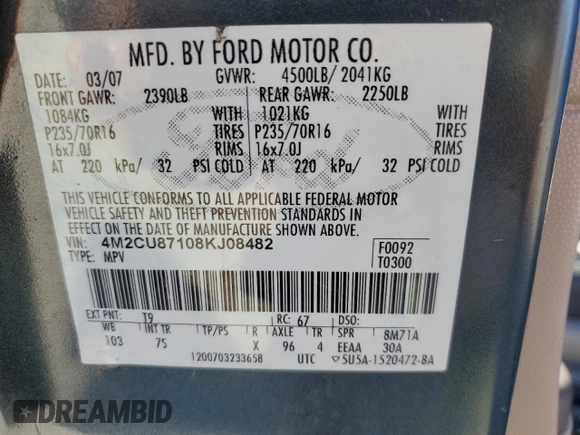 MFD. BY FORD MOTOR CO.
DATE: 03/07 GVWR: 4500LB/ 2041KG
FRONT GAWR: 2390LB REAR GAWR: 2250LB
1084KG WITH 1021KG WITH
P235/70R16 TIRES P235/70R16 TIRES
16x7.0J RIMS 16x7.0J RIMS
AT 220 kPa/ 32 PSI COLD AT 220 kPa/ 32 PSI COLD
THIS VEHICLE CONFORMS TO ALL APPLICABLE FEDERAL MOTOR
VEHICLE SAFETY AND THEFT PREVENTION STANDARDS IN
EFFECT ON THE DATE OF MANUFACTURE SHOWN ABOVE.
VIN: 4M2CU87108KJ08482 F0092
TYPE: MPV T0300
EXT PNT: T9 RC: 67 DSO:
WB INT TR TP/PS R AXLE TR SPR 8M71A
103 7S X 96 4 EEAA 30A
1200703233658 UTC ▽5U5A-1520472-BA
Ford
DREAMBID